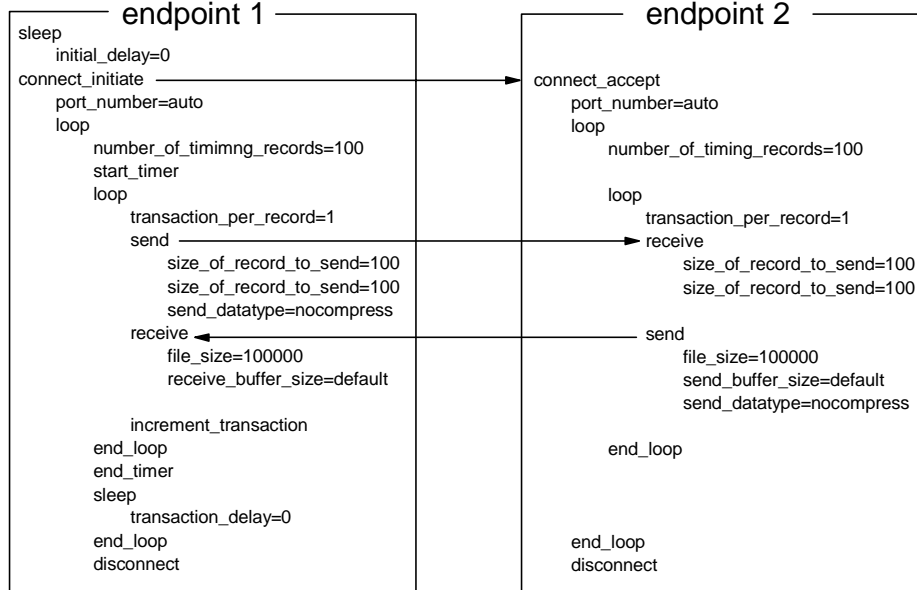 endpoint 1
sleep
initial_delay=0
connect_initiate
port_number=auto
loop
number_of_timimng_records=100
start_timer
loop
transaction_per_record=1
send
size_of_record_to_send=100
size_of_record_to_send=100
send_datatype=nocompress
receive
file_size=100000
receive_buffer_size=default
increment_transaction
end_loop
end_timer
sleep
transaction_delay=0
end_loop
disconnect
endpoint 2
connect_accept
port_number=auto
loop
number_of_timing_records=100
loop
transaction_per_record=1
receive
size_of_record_to_send=100
size_of_record_to_send=100
send
file_size=100000
send_buffer_size=default
send_datatype=nocompress
end_loop
end_loop
disconnect